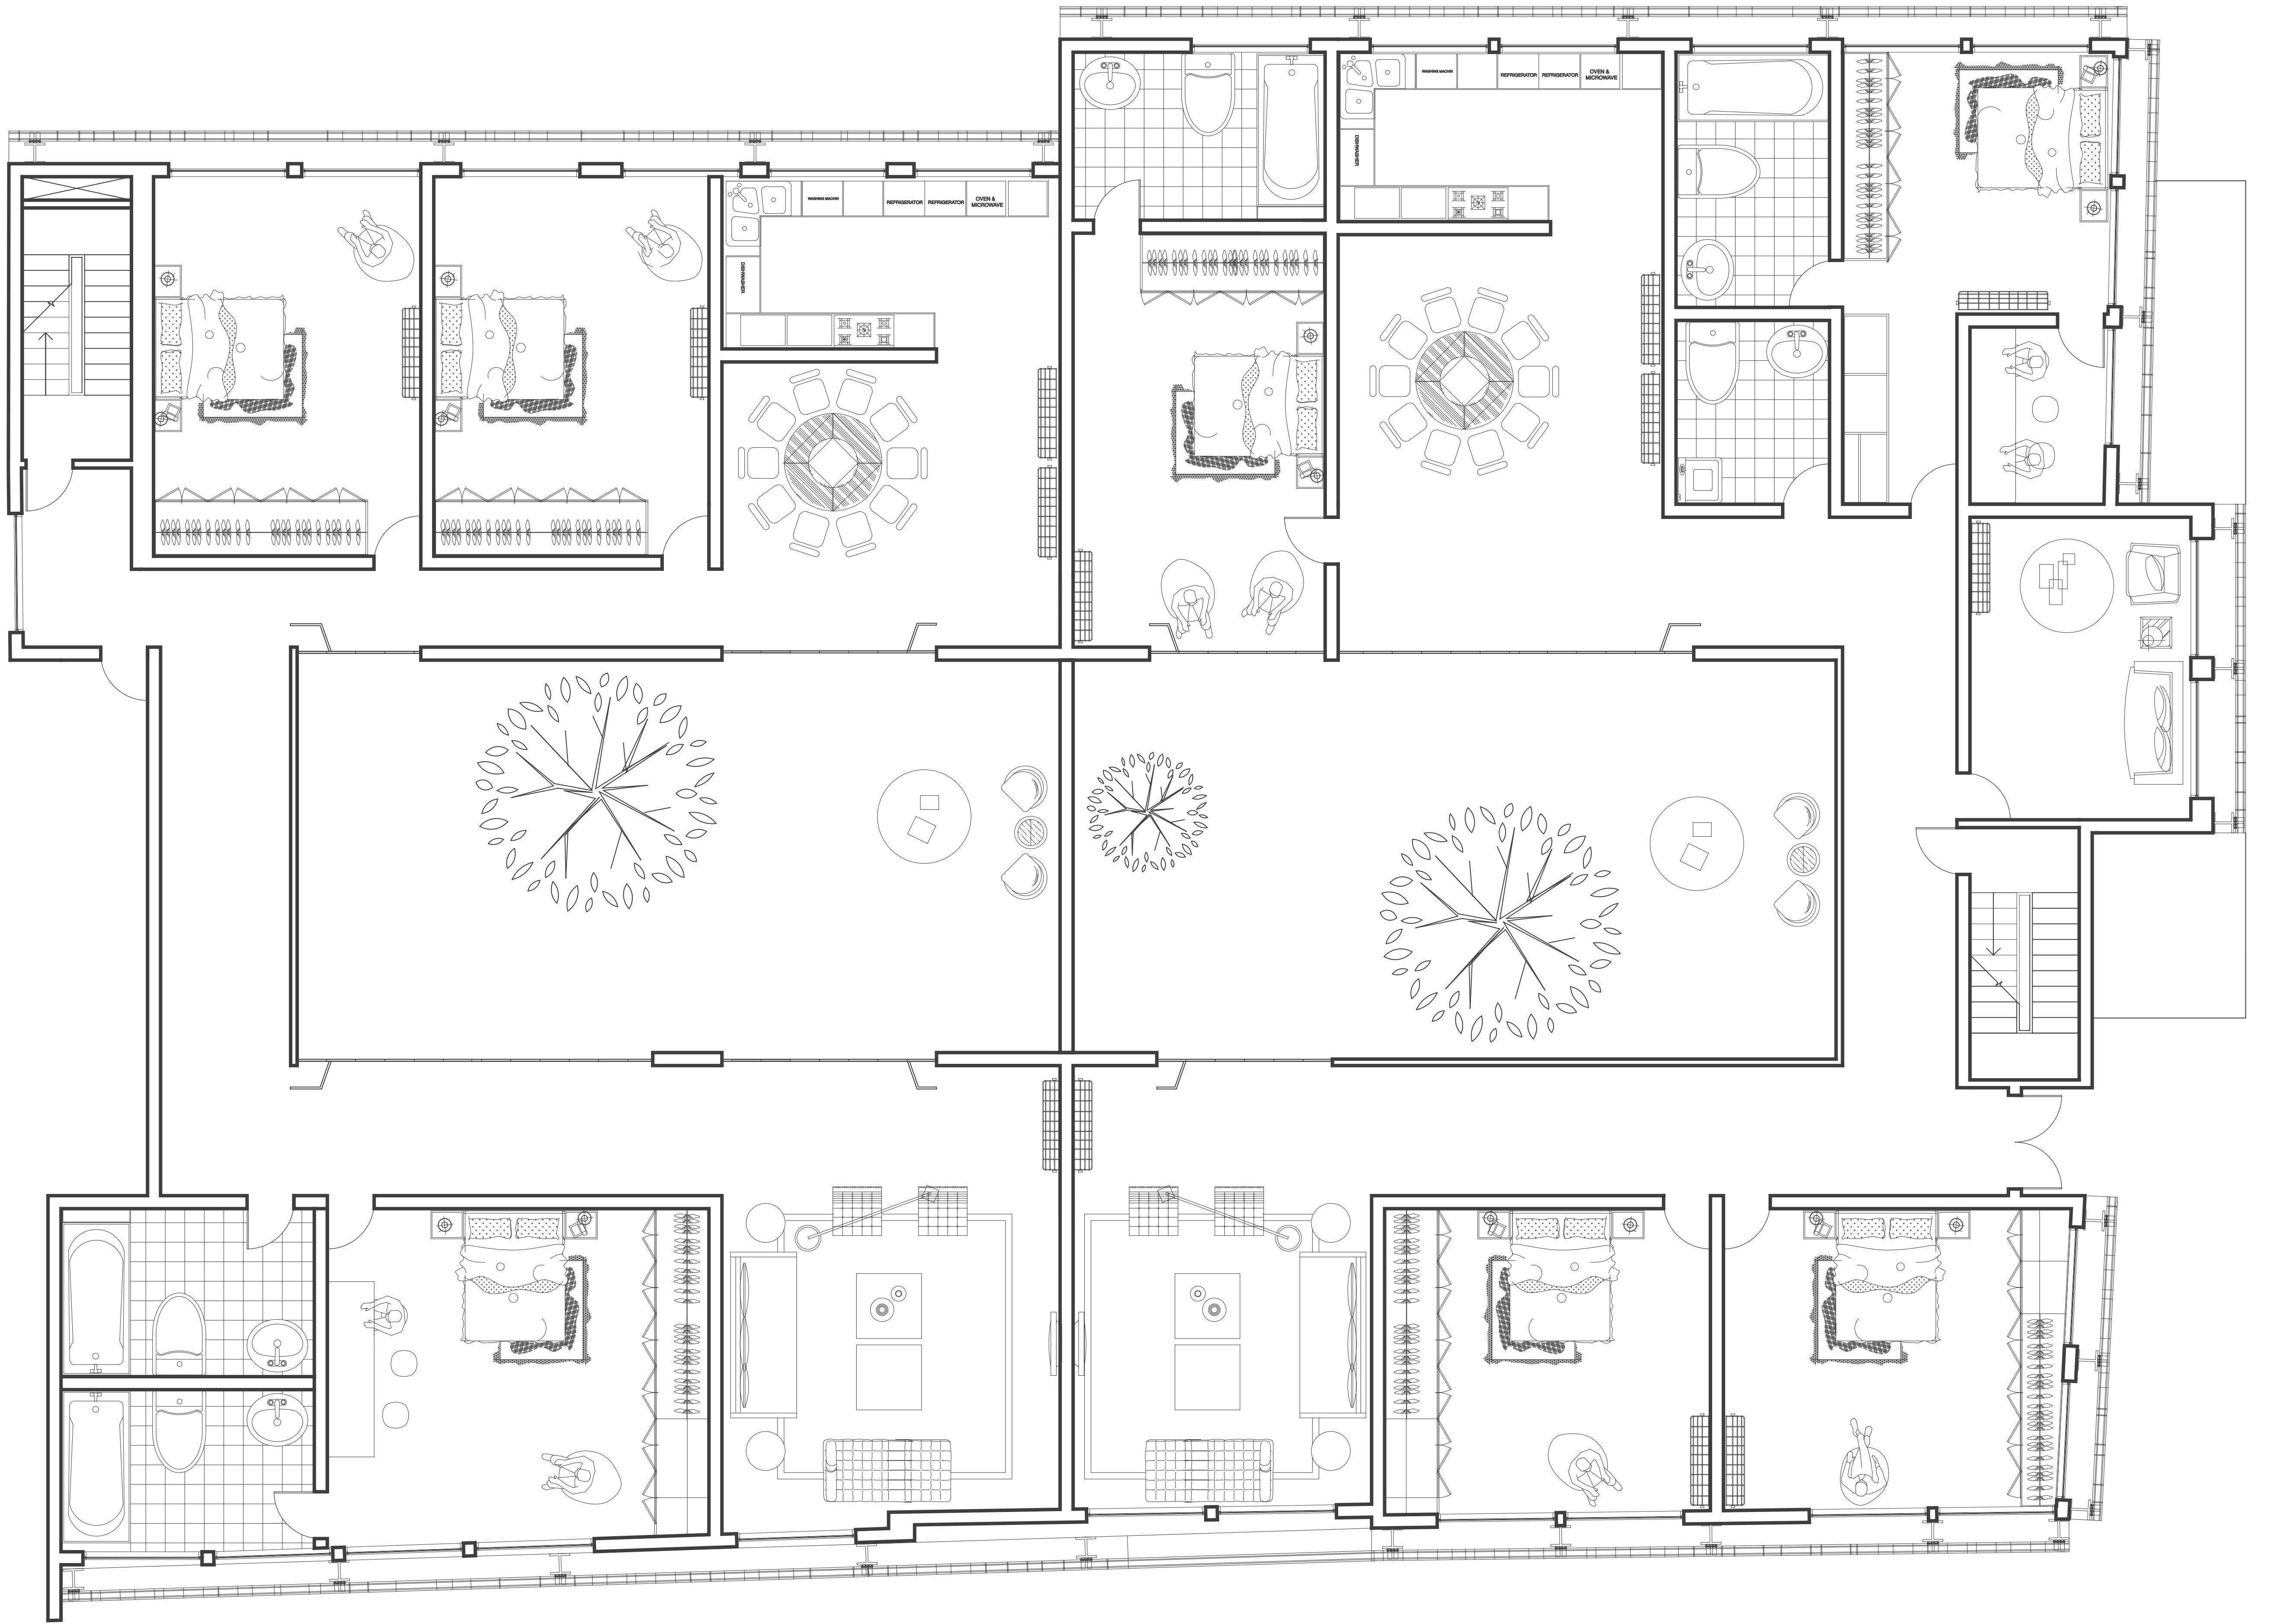 WASHING MACHIN
REFRIGERATOR
REFRIGERATOR
OVEN &
MICROWAVE
DISHWASHER
WASHING MACHIN
REFRIGERATOR
REFRIGERATOR
OVEN &
MICROWAVE
DISHWASHER